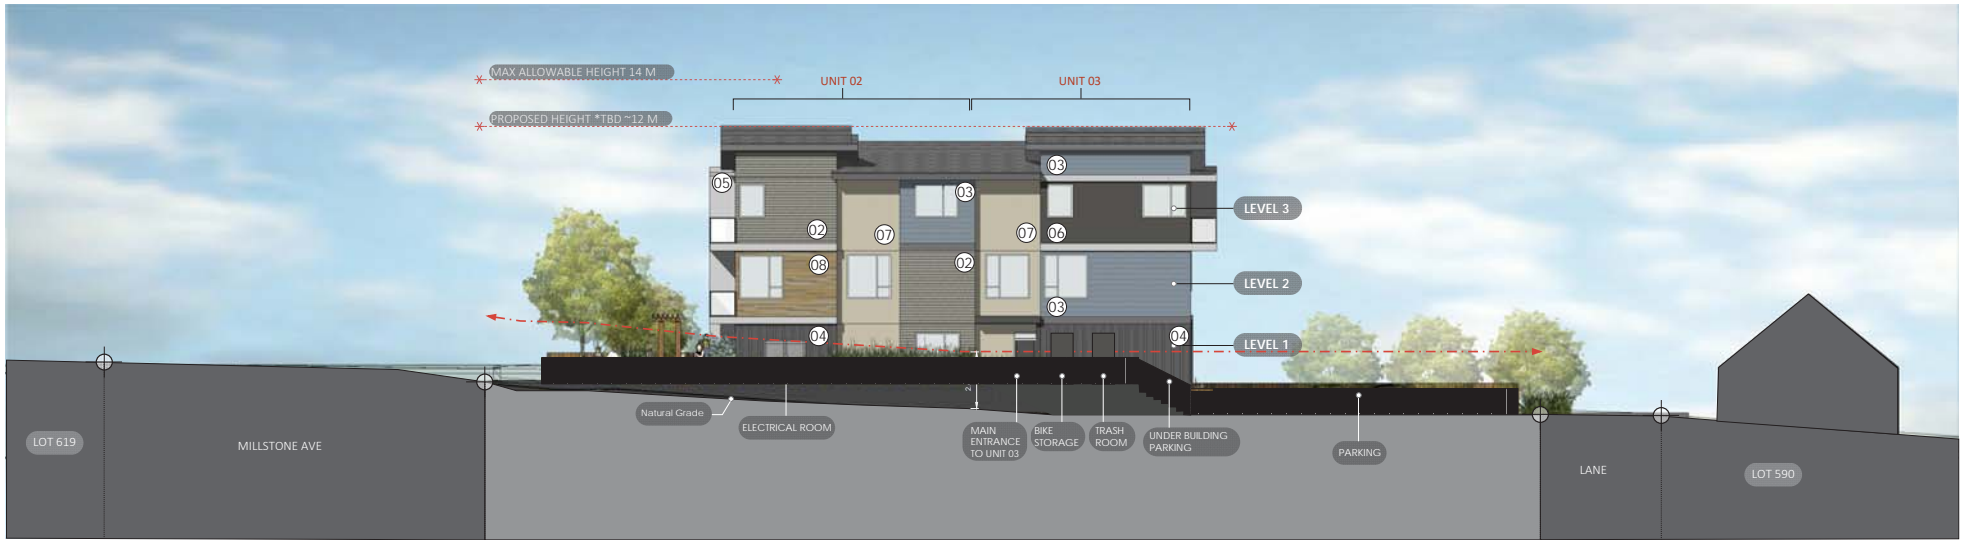 MAX ALLOWABLE HEIGHT 14 M
UNIT 02
UNIT 03
PROPOSED HEIGHT *TBD ~12 M
03
05
03
LEVEL 3
02
07
07
06
08
02
LEVEL 2
03
04
04
LEVEL 1
2.
Natural Grade
ELECTRICAL ROOM
MAIN
ENTRANCE
TO UNIT 03
BIKE
STORAGE
TRASH
ROOM
UNDER BUILDING
PARKING
PARKING
LOT 619
MILLSTONE AVE
LANE
LOT 590